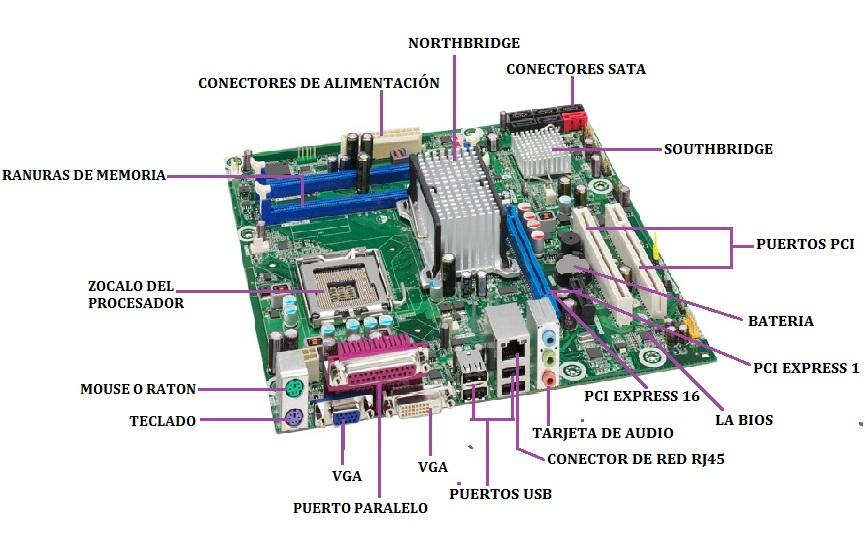 NORTHBRIDGE
CONECTORES SATA
CONECTORES DE ALIMENTACIÓN
SOUTHBRIDGE
RANURAS DE MEMORIA
PUERTOS PCI
ZOCALO DEL
PROCESADOR
BATERIA
PCI EXPRESS 1
MOUSE O RATON
PCI EXPRESS 16
TECLADO
LA BIOS
TARJETA DE AUDIO
CONECTOR DE RED RJ45
VGA
VGA
PUERTOS USB
PUERTO PARALELO